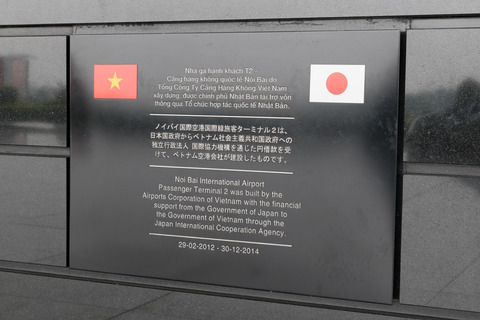 Nhà ga hành khách T2 -
Cảng hàng không quốc tế Nội Bài do
Tổng Công Ty Cảng Hàng Không Việt Nam
xây dựng, được chính phủ Nhật Bản tài trợ vốn
thông qua Tổ chức hợp tác quốc tế Nhật Bản.
ノイバイ国際空港国際線旅客ターミナル2は、
日本国政府からベトナム社会主義共和国政府への
独立行政法人 国際協力機構を通じた円借款を受
けて、ベトナム空港会社が建設したものです。
Noi Bai International Airport
Passenger Terminal 2 was built by the
Airports Corporation of Vietnam with the financial
support from the Government of Japan to
the Government of Vietnam through the
Japan International Cooperation Agency.
29-02-2012 - 30-12-2014